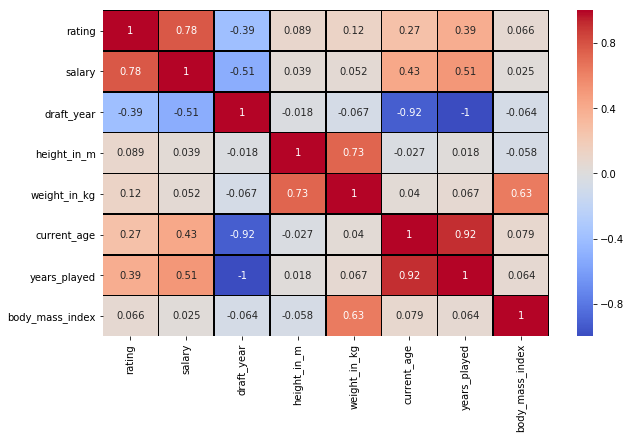 rating 1 0.78 -0.39 0.089 0.12 0.27 0.39 0.066
salary 0.78 1 -0.51 0.039 0.052 0.43 0.51 0.025
draft_year -0.39 -0.51 1 -0.018 -0.067 -0.92 -1 -0.064
height_in_m 0.089 0.039 -0.018 1 0.73 -0.027 0.018 -0.058
weight_in_kg 0.12 0.052 -0.067 0.73 1 0.04 0.067 0.63
current_age 0.27 0.43 -0.92 -0.027 0.04 1 0.92 0.079
years_played 0.39 0.51 -1 0.018 0.067 0.92 1 0.064
body_mass_index 0.066 0.025 -0.064 -0.058 0.63 0.079 0.064 1
rating
salary
draft_year
height_in_m
weight_in_kg
current_age
years_played
body_mass_index
0.8
0.4
0.0
-0.4
-0.8